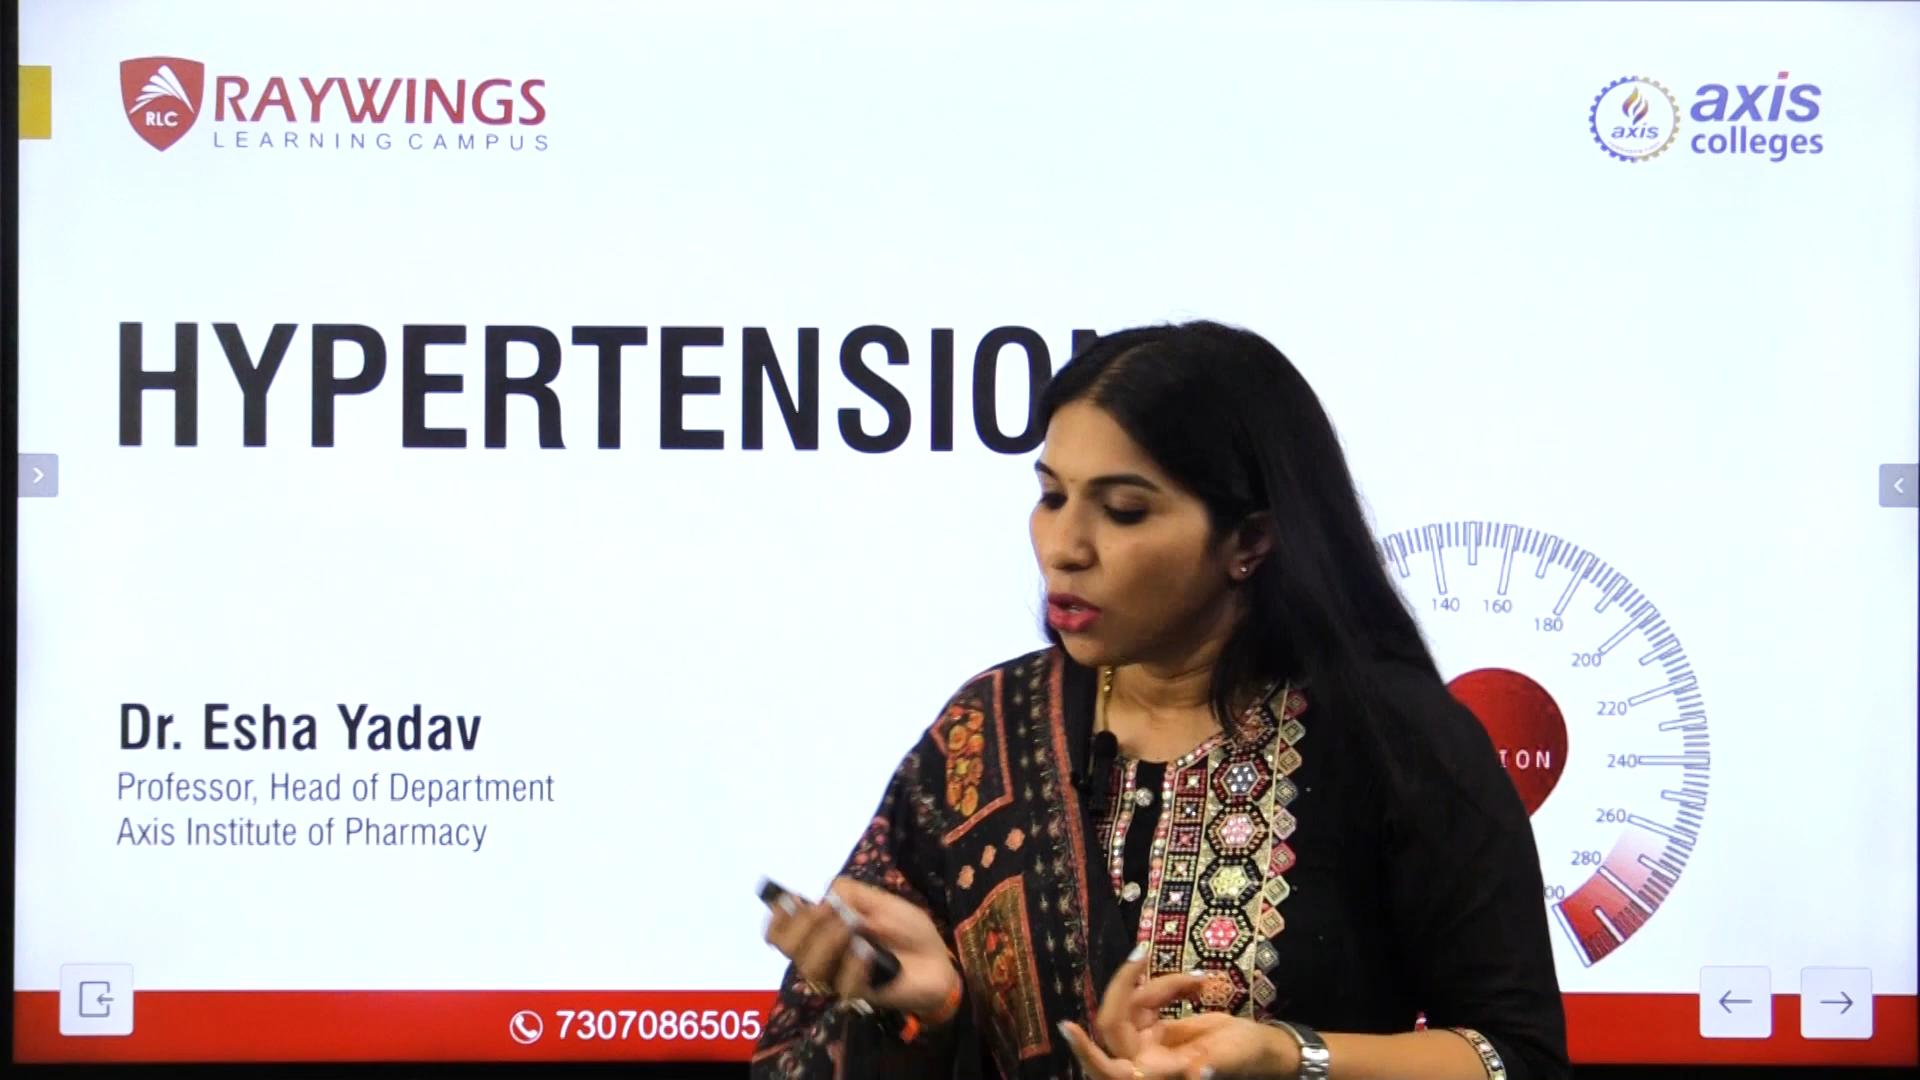 RLC
RAYWINGS
LEARNING CAMPUS
axis
axis
colleges
HYPERTENSIO
140
160
180
200
220
240
260
280
Dr. Esha Yadav
Professor, Head of Department
Axis Institute of Pharmacy
7307086505